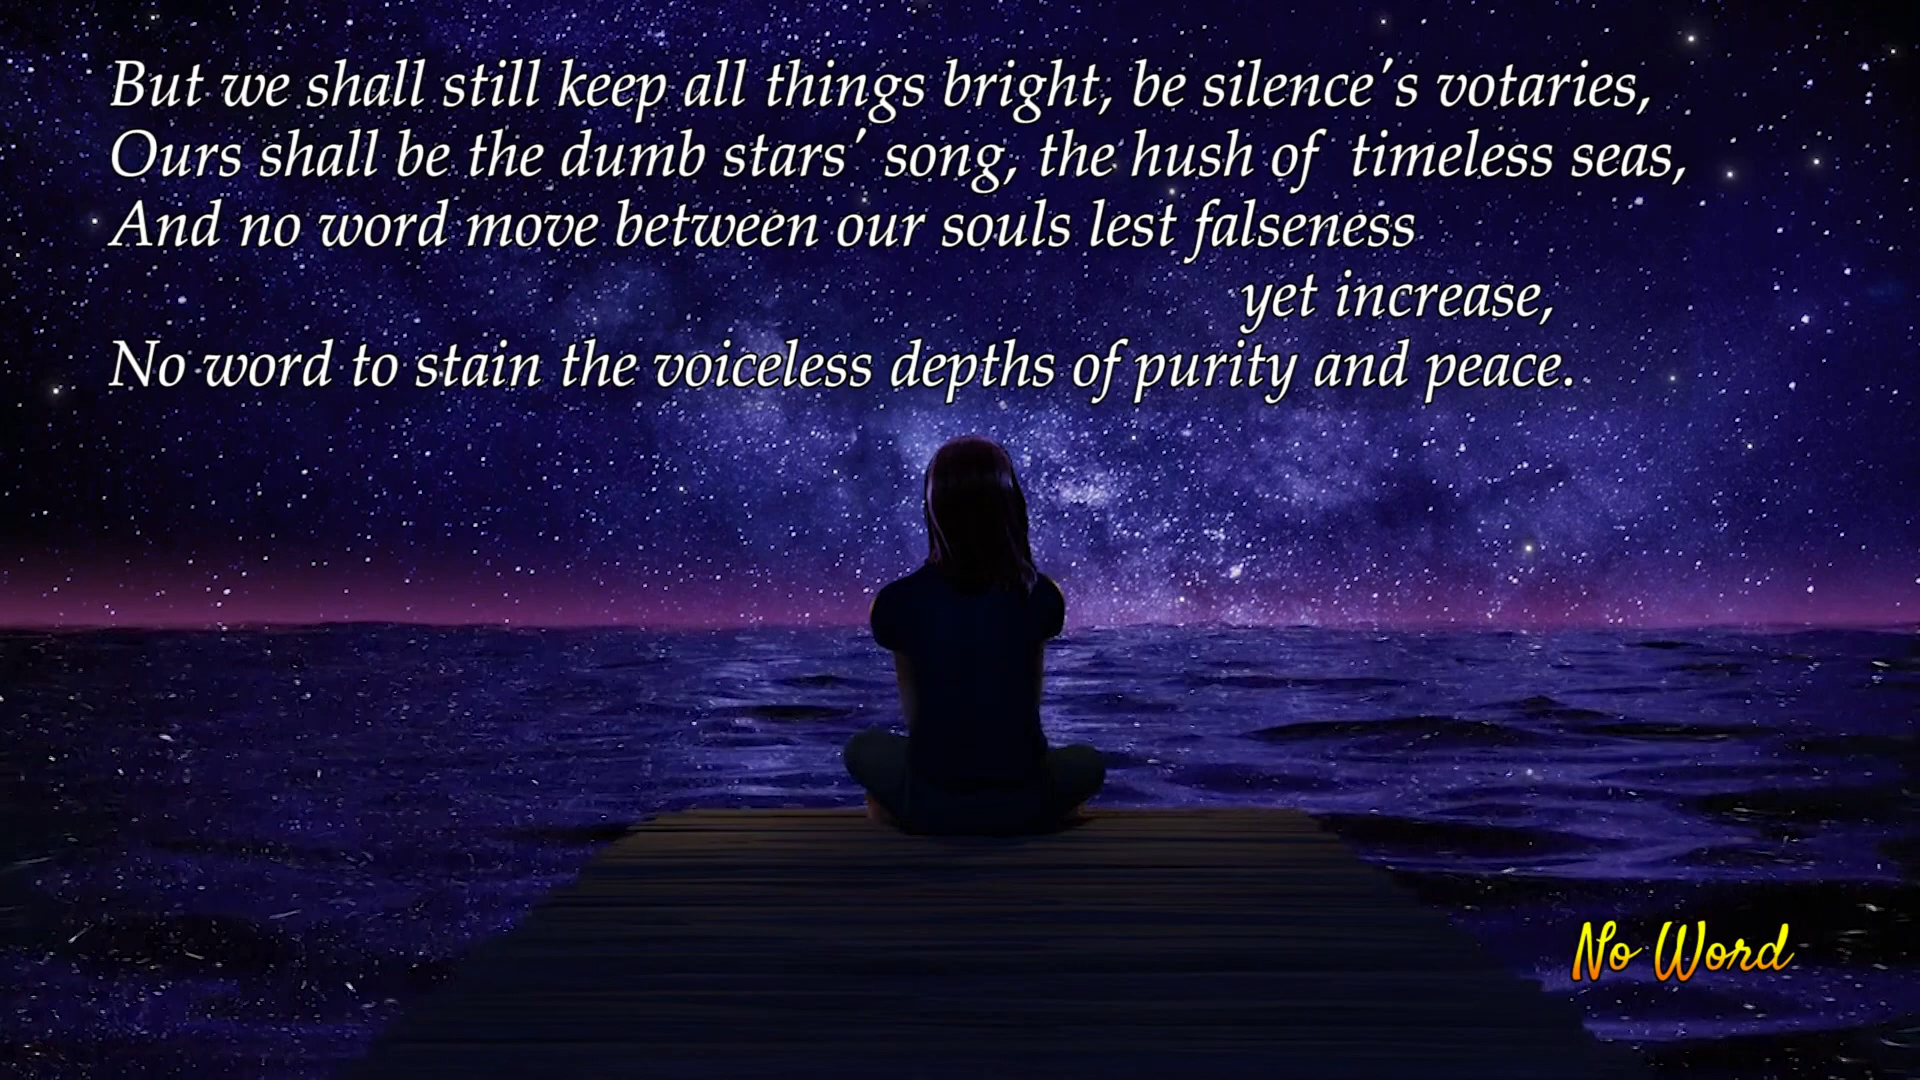 But we shall still keep all things bright, be silence's votaries,
Ours shall be the dumb stars' song, the hush of timeless seas,
And no word move between our souls lest falseness
yet increase,
No word to stain the voiceless depths of purity and peace.
No Word